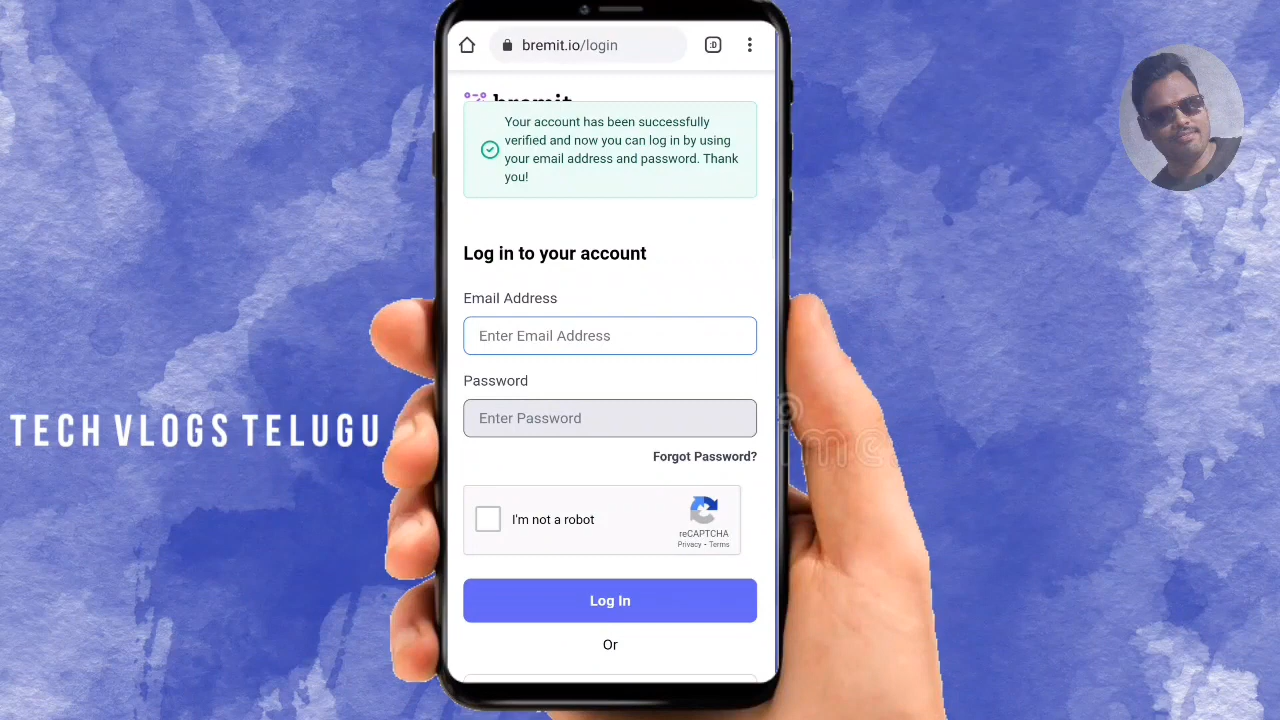 bremit.io/login
:D
bremit
Your account has been successfully
verified and now you can log in by using
your email address and password. Thank
you!
Log in to your account
Email Address
Enter Email Address
Password
Enter Password
Forgot Password?
I'm not a robot
reCAPTCHA
Privacy - Terms
Log In
Or
TECH VLOGS TELUGU